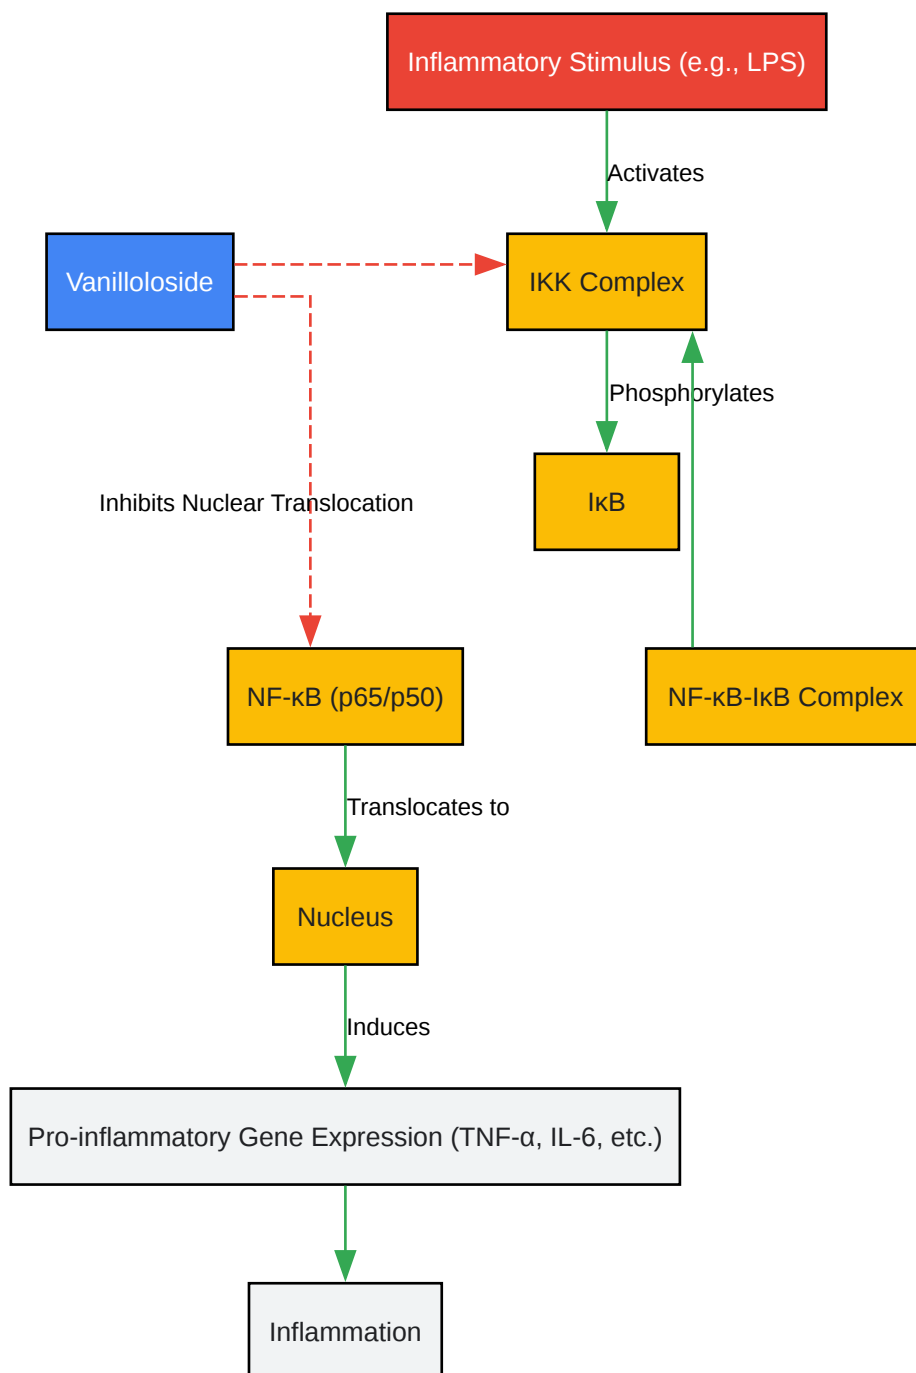 Inflammatory Stimulus (e.g., LPS)
Activates
Vanilloloside
IKK Complex
Phosphorylates
Inhibits Nuclear Translocation
IκB
NF-κB (p65/p50)
NF-κB-IκB Complex
Translocates to
Nucleus
Induces
Pro-inflammatory Gene Expression (TNF-α, IL-6, etc.)
Inflammation